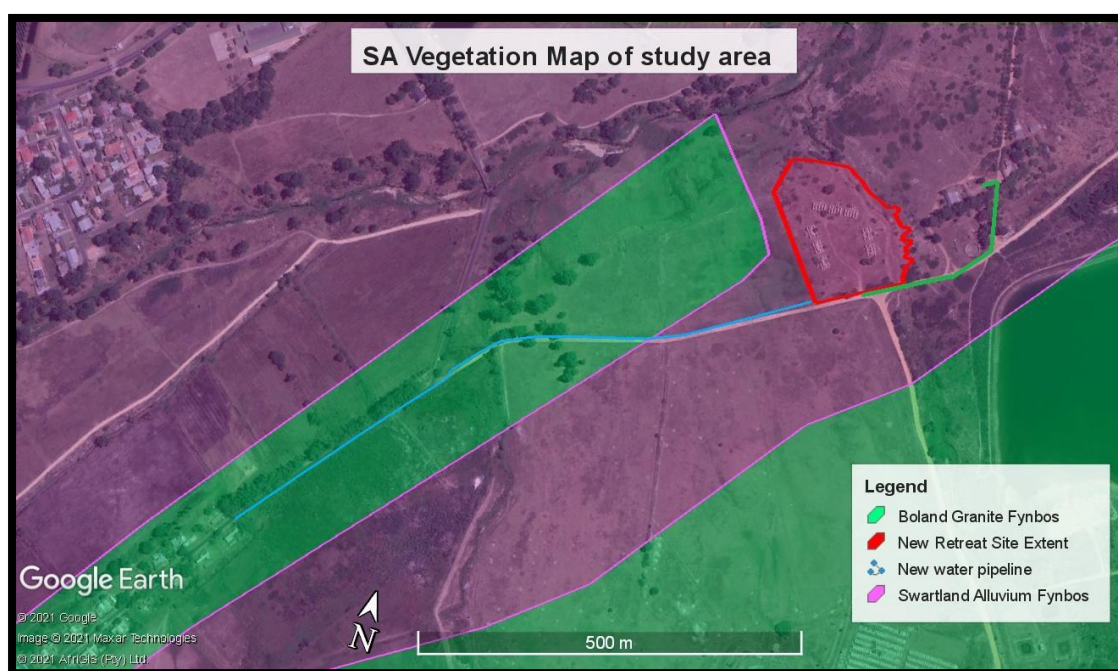 SA Vegetation Map of study area
Legend
Boland Granite Fynbos
New Retreat Site Extent
New water pipeline
Swartland Alluvium Fynbos
Google Earth
© 2021 Google
Image © 2021 Maxar Technologies
© 2021 AfriGIS (Pty) Ltd.
N
500 m